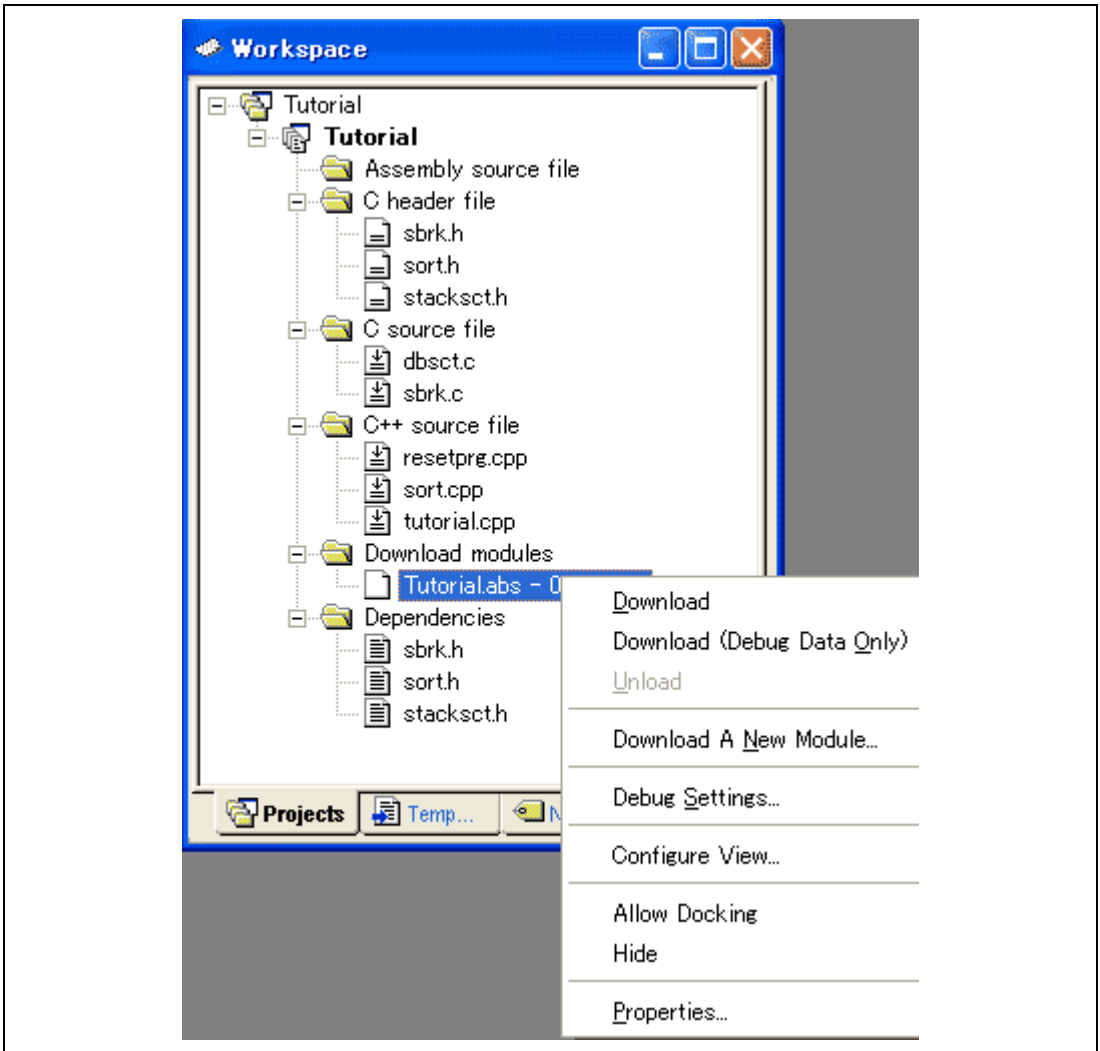 Workspace
Tutorial
Tutorial
Assembly source file
C header file
sbrk.h
sort.h
stacksct.h
C source file
dbsct.c
sbrk.c
C++ source file
resetprg.cpp
sort.cpp
tutorial.cpp
Download modules
Tutorial.abs - 0
Dependencies
sbrk.h
sort.h
stacksct.h
Projects
Temp...
N
Download
Download (Debug Data Only)
Unload
Download A New Module...
Debug Settings...
Configure View...
Allow Docking
Hide
Properties...